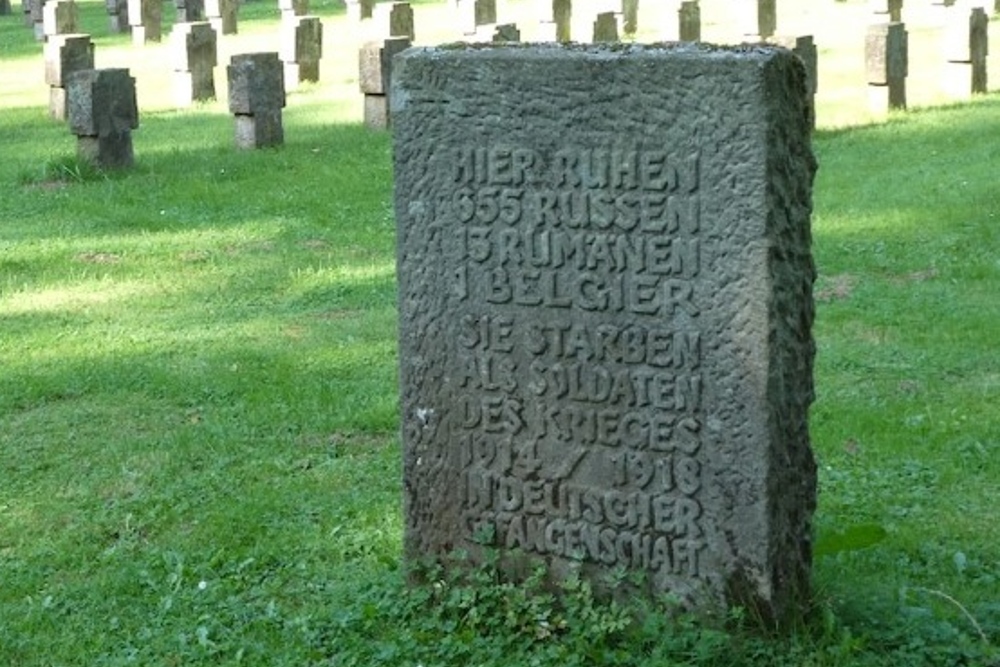 HIER RUHEN
655 RUSSEN
13 RUMÄNEN
1 BELGIER
SIE STARBEN
ALS SOLDATEN
DES KRIEGES
1914 / 1918
IN DEUTSCHER
GEFANGENSCHAFT